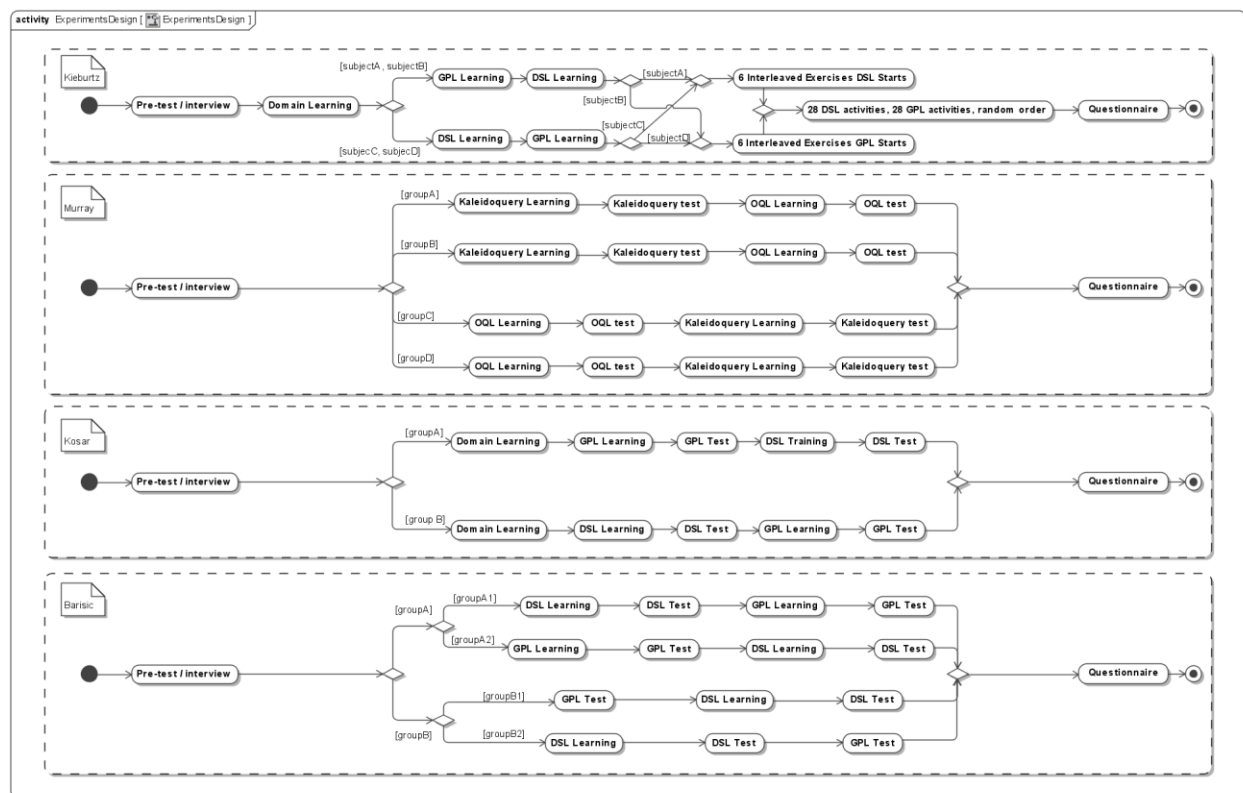 activity ExperimentsDesign [ ExperimentsDesign ]
Kieburtz
Pre-test / interview
Domain Learning
[subjectA , subjectB]
GPL Learning
DSL Learning
[subjectA]
6 Interleaved Exercises DSL Starts
[subjectB]
28 DSL activities, 28 GPL activities, random order
Questionnaire
[subjectC]
DSL Learning
GPL Learning
[subjectD]
6 Interleaved Exercises GPL Starts
[subjecC, subjecD]
Murray
[groupA]
Kaleidoquery Learning
Kaleidoquery test
OQL Learning
OQL test
[groupB]
Kaleidoquery Learning
Kaleidoquery test
OQL Learning
OQL test
Pre-test / interview
Questionnaire
[groupC]
OQL Learning
OQL test
Kaleidoquery Learning
Kaleidoquery test
[groupD]
OQL Learning
OQL test
Kaleidoquery Learning
Kaleidoquery test
Kosar
[groupA]
Domain Learning
GPL Learning
GPL Test
DSL Training
DSL Test
Pre-test / interview
Questionnaire
[group B]
Domain Learning
DSL Learning
DSL Test
GPL Learning
GPL Test
Barisic
[groupA]
[groupA1]
DSL Learning
DSL Test
GPL Learning
GPL Test
[groupA2]
GPL Learning
GPL Test
DSL Learning
DSL Test
Pre-test / interview
Questionnaire
[groupB1]
GPL Test
DSL Learning
DSL Test
[groupB]
[groupB2]
DSL Learning
DSL Test
GPL Test